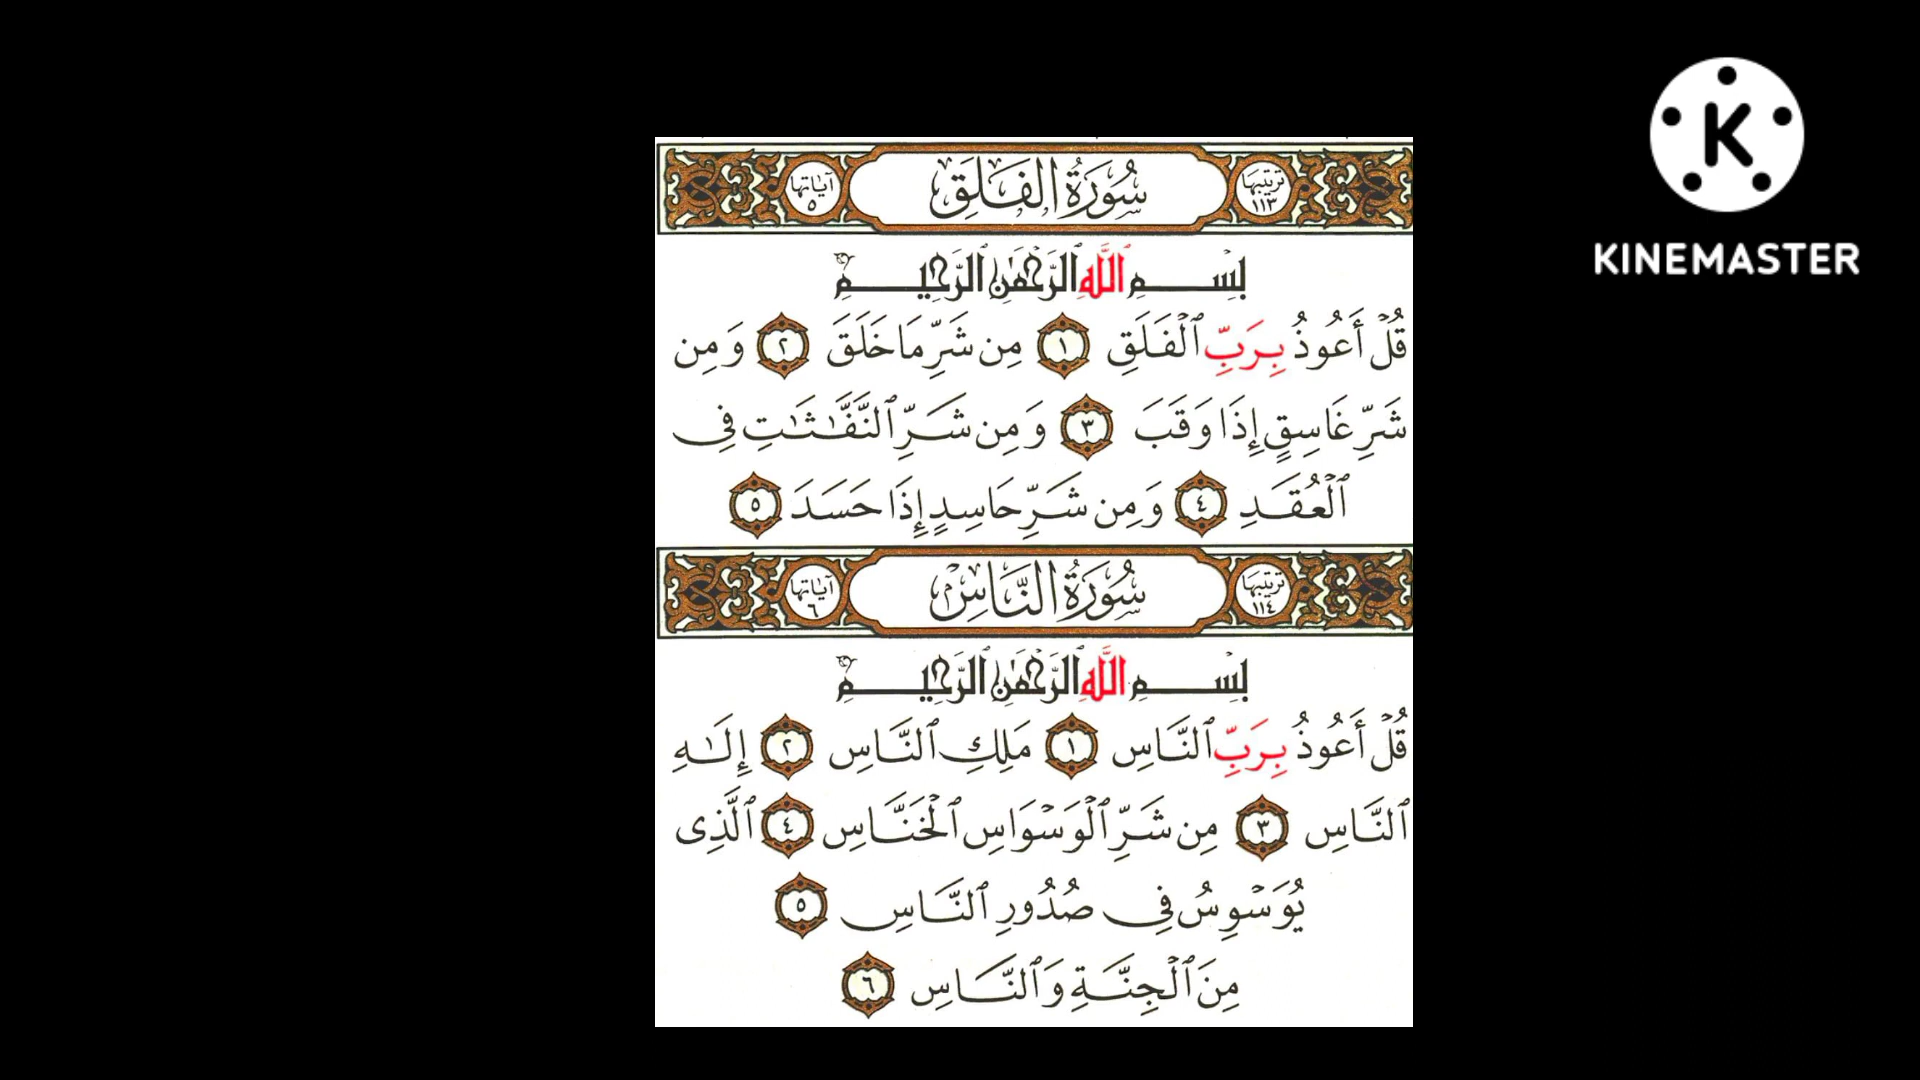 سُورَةُ الفَلَقِ
ترتيبها ١١٣
آياتها ٥
بِسْمِ ٱللَّهِ ٱلرَّحْمَٰنِ ٱلرَّحِيمِ
قُلْ أَعُوذُ بِرَبِّ ٱلْفَلَقِ ١ مِن شَرِّ مَا خَلَقَ ٢ وَمِن
شَرِّ غَاسِقٍ إِذَا وَقَبَ ٣ وَمِن شَرِّ ٱلنَّفَّٰثَٰتِ فِى
ٱلْعُقَدِ ٤ وَمِن شَرِّ حَاسِدٍ إِذَا حَسَدَ ٥
سُورَةُ النَّاسِ
ترتيبها ١١٤
آياتها ٦
بِسْمِ ٱللَّهِ ٱلرَّحْمَٰنِ ٱلرَّحِيمِ
قُلْ أَعُوذُ بِرَبِّ ٱلنَّاسِ ١ مَلِكِ ٱلنَّاسِ ٢ إِلَٰهِ
ٱلنَّاسِ ٣ مِن شَرِّ ٱلْوَسْوَاسِ ٱلْخَنَّاسِ ٤ ٱلَّذِى
يُوَسْوِسُ فِى صُدُورِ ٱلنَّاسِ ٥
مِنَ ٱلْجِنَّةِ وَٱلنَّاسِ ٦
K
KINEMASTER